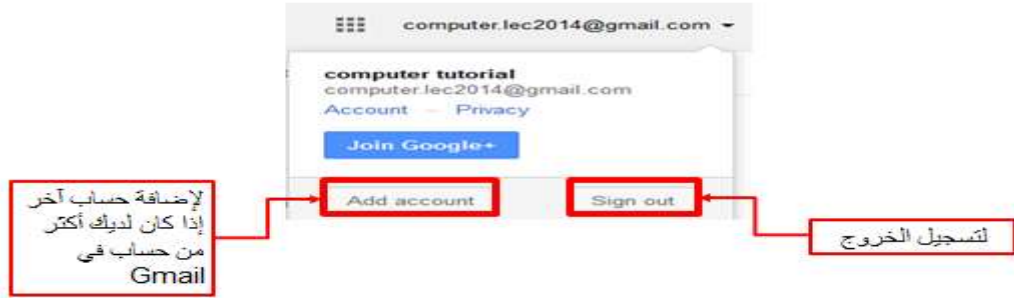 computer.lec2014@gmail.com
computer tutorial
computer.lec2014@gmail.com
Account – Privacy
Join Google+
Add account
Sign out
لإضافة حساب آخر
إذا كان لديك أكثر
من حساب في
Gmail
لتسجيل الخروج